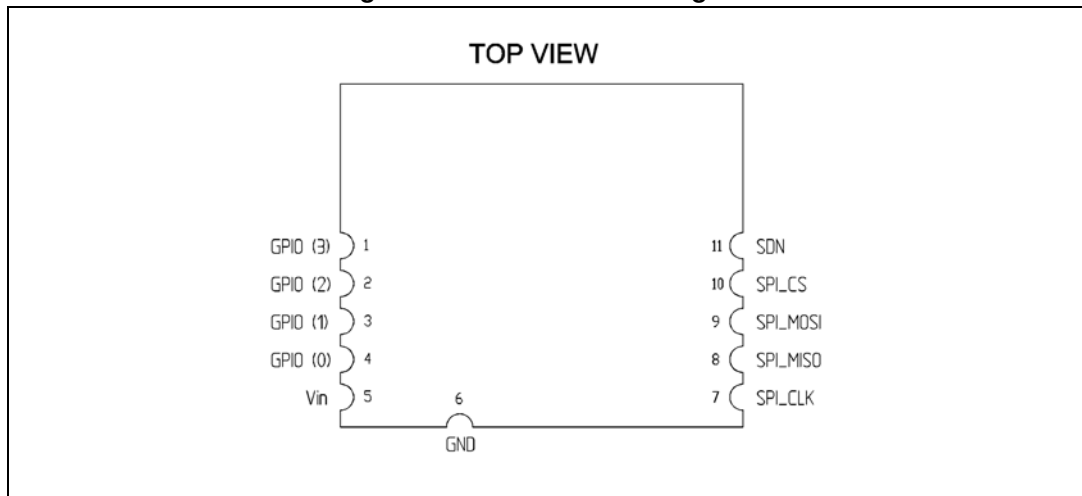 TOP VIEW
GPIO (3) 1 11 SDN
GPIO (2) 2 10 SPI_CS
GPIO (1) 3 9 SPI_MOSI
GPIO (0) 4 8 SPI_MISO
Vin 5 6 7 SPI_CLK
GND